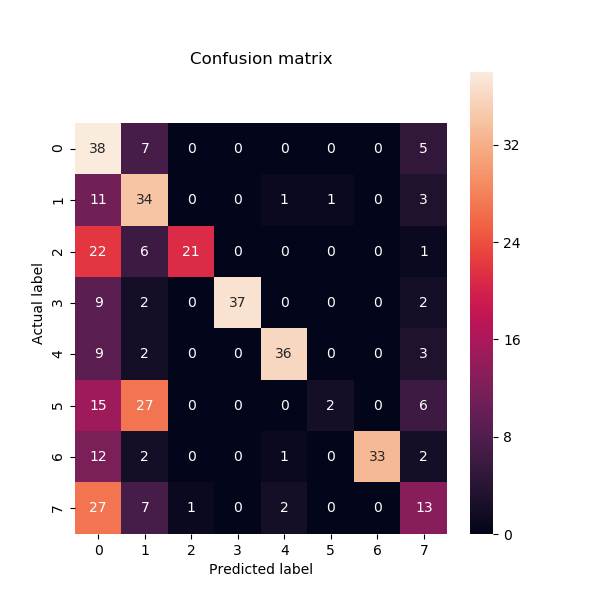 Confusion matrix
0 38 7 0 0 0 0 0 5
1 11 34 0 0 1 1 0 3
2 22 6 21 0 0 0 0 1
3 9 2 0 37 0 0 0 2
4 9 2 0 0 36 0 0 3
5 15 27 0 0 0 2 0 6
6 12 2 0 0 1 0 33 2
7 27 7 1 0 2 0 0 13
0 1 2 3 4 5 6 7
Predicted label
Actual label
32
24
16
8
0